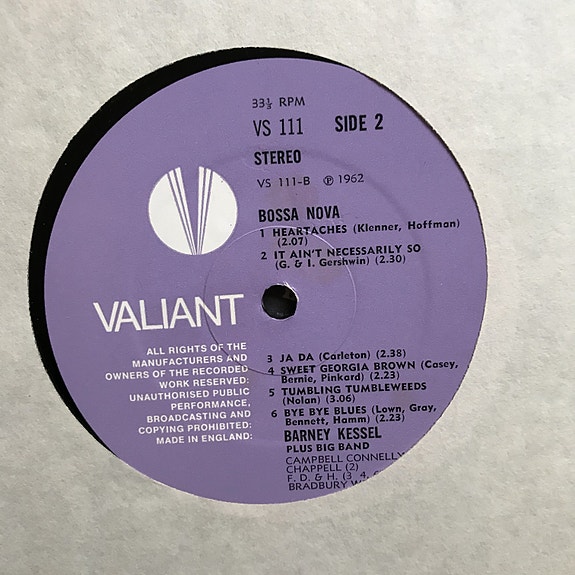 33⅓ RPM
VS 111 SIDE 2
STEREO
VS 111-B ℗ 1962
BOSSA NOVA
1 HEARTACHES (Klenner, Hoffman)
(2.07)
2 IT AIN'T NECESSARILY SO
(G. & I. Gershwin) (2.30)
VALIANT
ALL RIGHTS OF THE
MANUFACTURERS AND
OWNERS OF THE RECORDED
WORK RESERVED:
UNAUTHORISED PUBLIC
PERFORMANCE,
BROADCASTING AND
COPYING PROHIBITED:
MADE IN ENGLAND:
3 JA DA (Carleton) (2.38)
4 SWEET GEORGIA BROWN (Casey,
Bernie, Pinkard) (2.23)
5 TUMBLING TUMBLEWEEDS
(Nolan) (3.06)
6 BYE BYE BLUES (Lown, Gray,
Bennett, Hamm) (2.23)
BARNEY KESSEL
PLUS BIG BAND
CAMPBELL CONNELLY
CHAPPELL (2)
F. D. & H. (3, 4,
BRADBURY